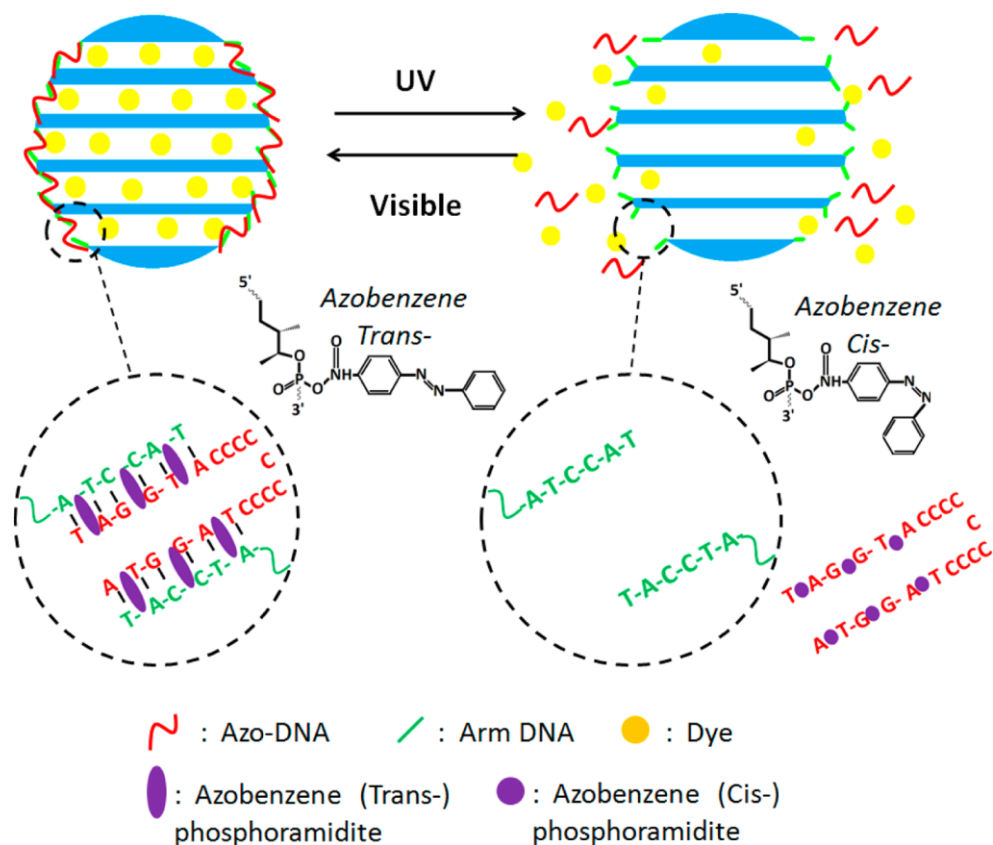 UV
Visible
5'
Azobenzene
Trans-
O
O
O
P
O
NH
N
N
3'
5'
Azobenzene
Cis-
O
O
O
P
O
NH
N
N
3'
-A-T-C-C-A-T
T A-G G-T A CCCC
C
A T-G G-A T CCCC
T-A-C-C-T-A-
-A-T-C-C-A-T
T-A-C-C-T-A-
T A-G G-T A CCCC
C
A T-G G-A T CCCC
: Azo-DNA
: Arm DNA
: Dye
: Azobenzene (Trans-)
phosphoramidite
: Azobenzene (Cis-)
phosphoramidite